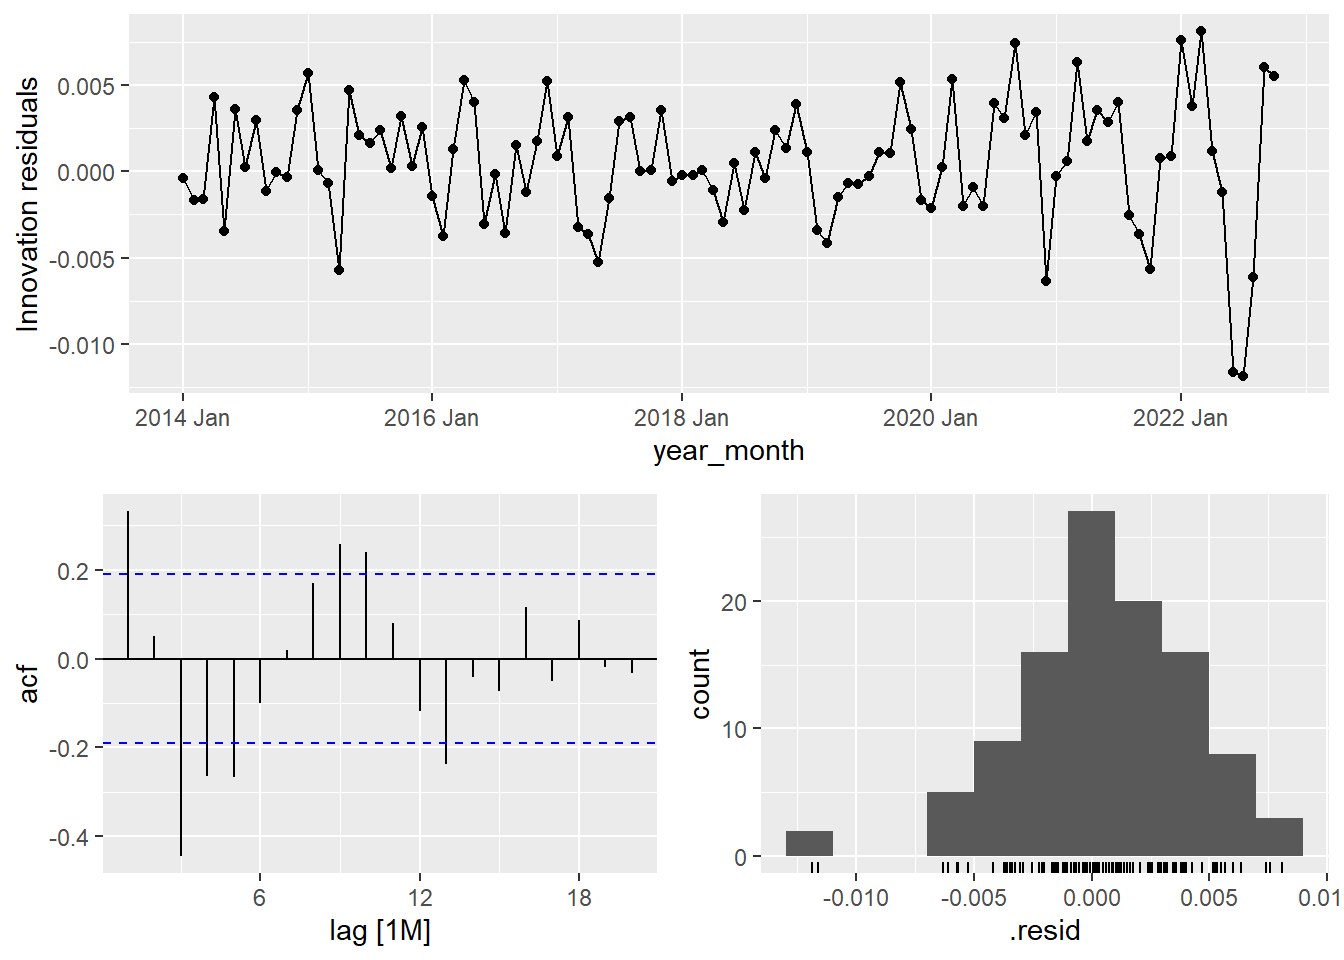 Innovation residuals
0.005
0.000
-0.005
-0.010
2014 Jan
2016 Jan
2018 Jan
2020 Jan
2022 Jan
year_month
acf
0.2
0.0
-0.2
-0.4
6
12
18
lag [1M]
count
20
10
0
-0.010
-0.005
0.000
0.005
0.01
.resid